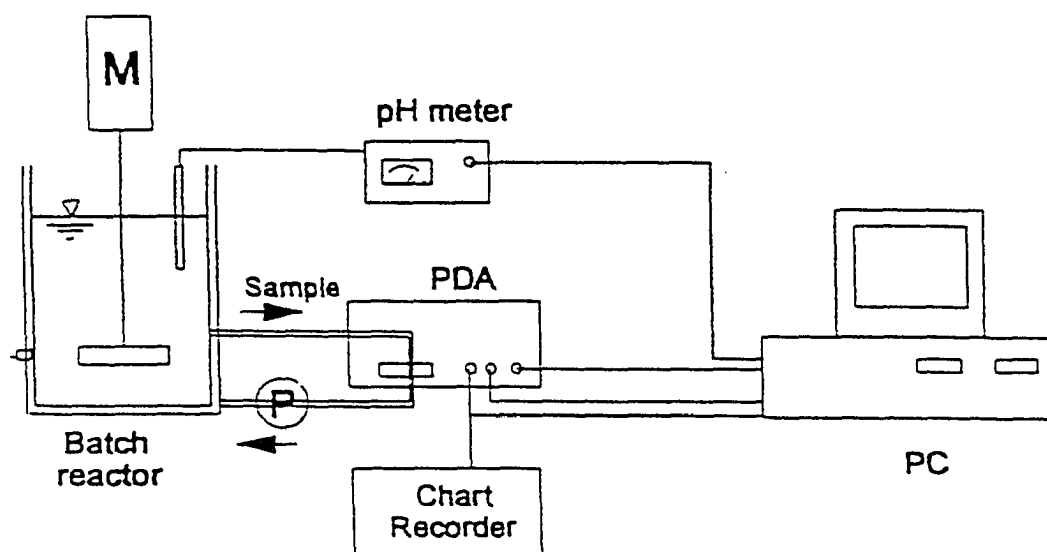 M
pH meter
Sample
PDA
P
Batch
reactor
PC
Chart
Recorder